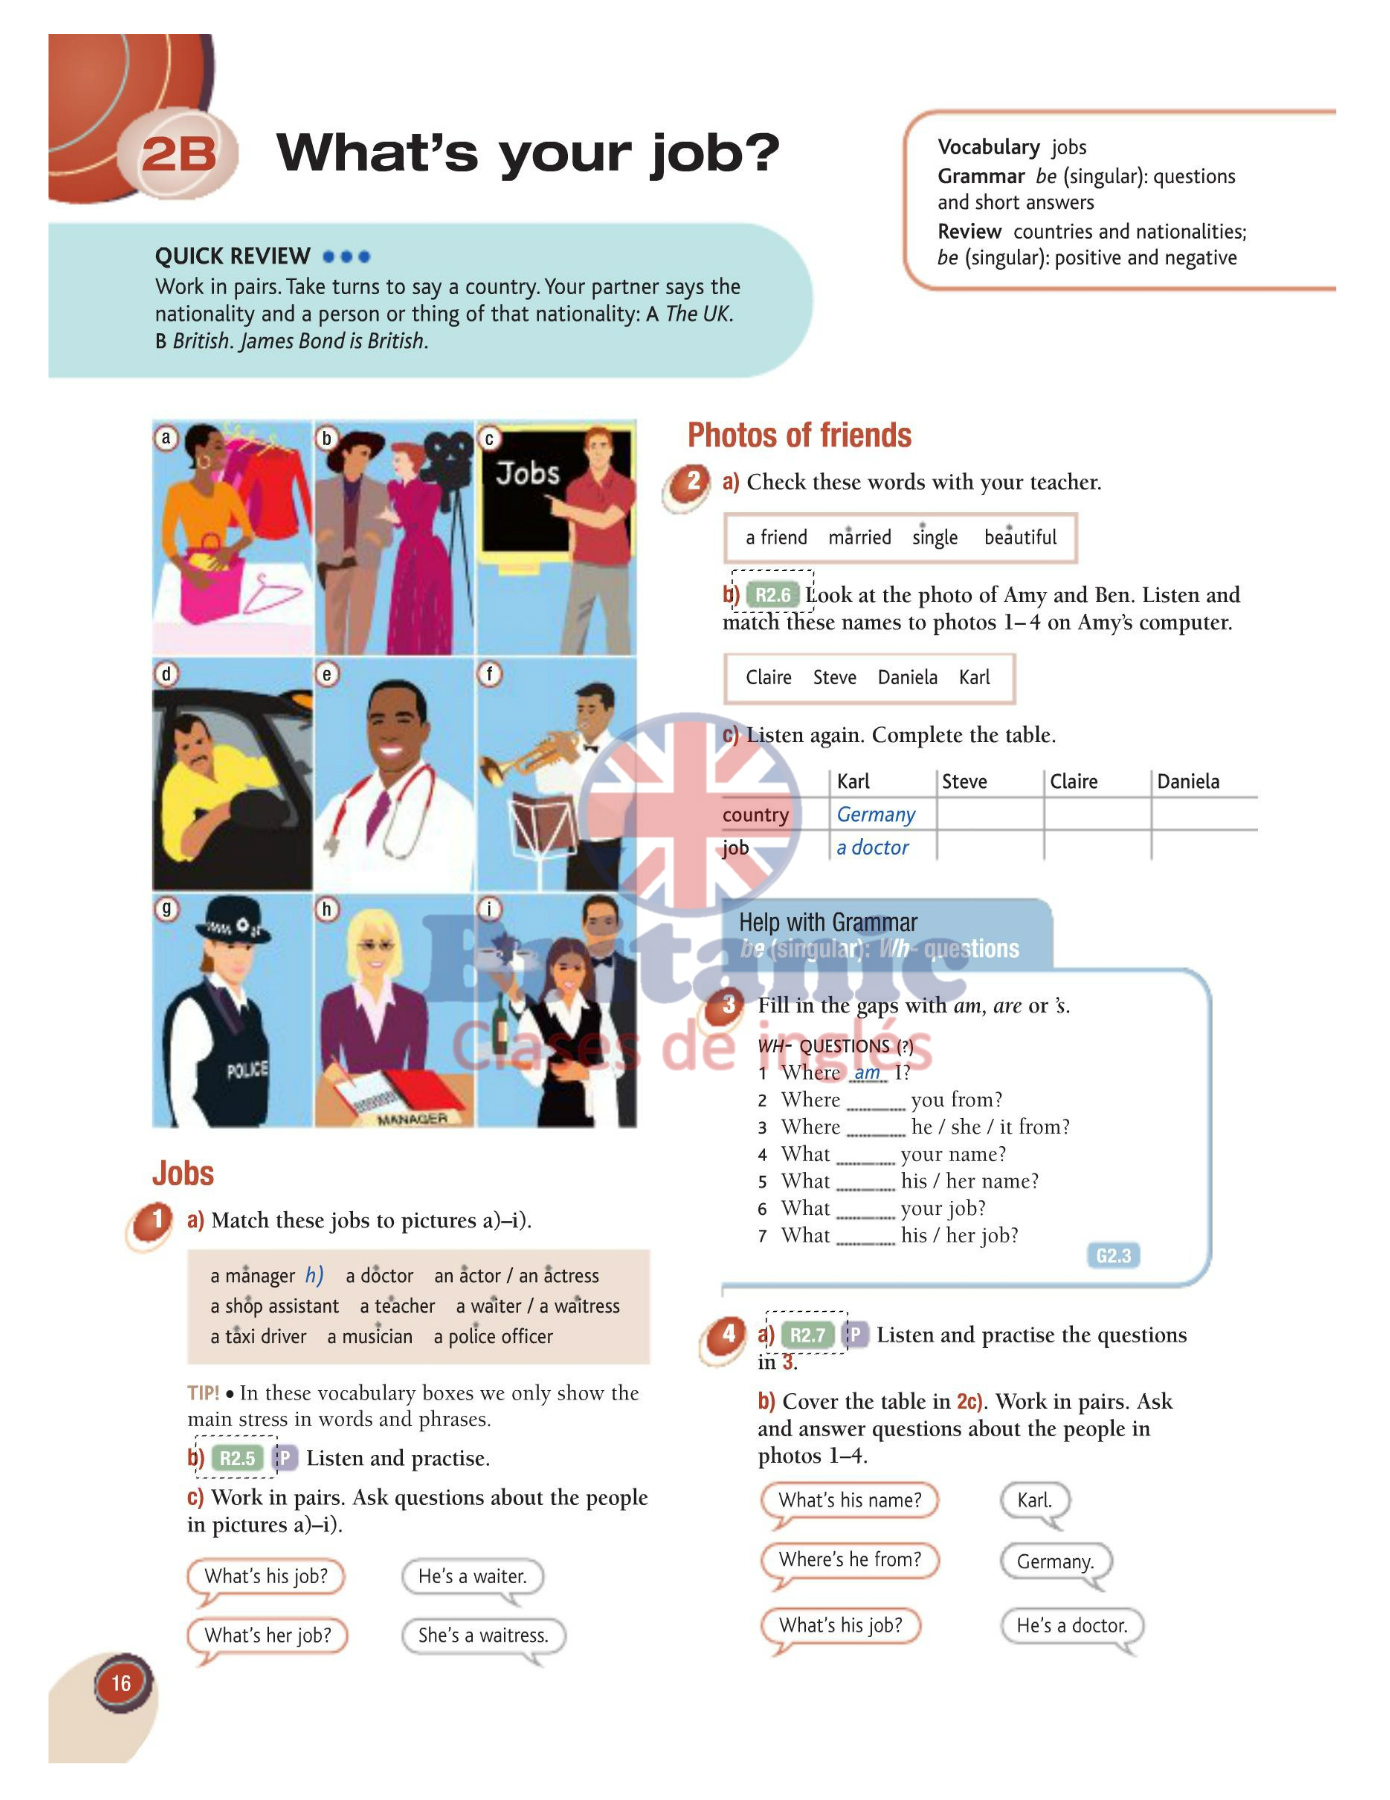 2B What's your job?
Vocabulary jobs
Grammar be (singular): questions
and short answers
Review countries and nationalities;
be (singular): positive and negative
QUICK REVIEW •••
Work in pairs. Take turns to say a country. Your partner says the
nationality and a person or thing of that nationality: A The UK.
B British. James Bond is British.
a
b
c
Jobs
d
e
f
g
POLICE
h
MANAGER
i
Jobs
1 a) Match these jobs to pictures a)–i).
a manager h) a doctor an actor / an actress
a shop assistant a teacher a waiter / a waitress
a taxi driver a musician a police officer
TIP! • In these vocabulary boxes we only show the
main stress in words and phrases.
b) R2.5 P Listen and practise.
c) Work in pairs. Ask questions about the people
in pictures a)–i).
What's his job? He's a waiter.
What's her job? She's a waitress.
16
Photos of friends
2 a) Check these words with your teacher.
a friend married single beautiful
b) R2.6 Look at the photo of Amy and Ben. Listen and
match these names to photos 1–4 on Amy's computer.
Claire Steve Daniela Karl
c) Listen again. Complete the table.
Karl Steve Claire Daniela
country Germany
job a doctor
Help with Grammar
be (singular): Wh- questions
3 Fill in the gaps with am, are or 's.
WH- QUESTIONS (?)
1 Where am I?
2 Where ______ you from?
3 Where ______ he / she / it from?
4 What ______ your name?
5 What ______ his / her name?
6 What ______ your job?
7 What ______ his / her job?
G2.3
4 a) R2.7 P Listen and practise the questions
in 3.
b) Cover the table in 2c). Work in pairs. Ask
and answer questions about the people in
photos 1–4.
What's his name? Karl.
Where's he from? Germany.
What's his job? He's a doctor.
Britanic
Clases de inglés